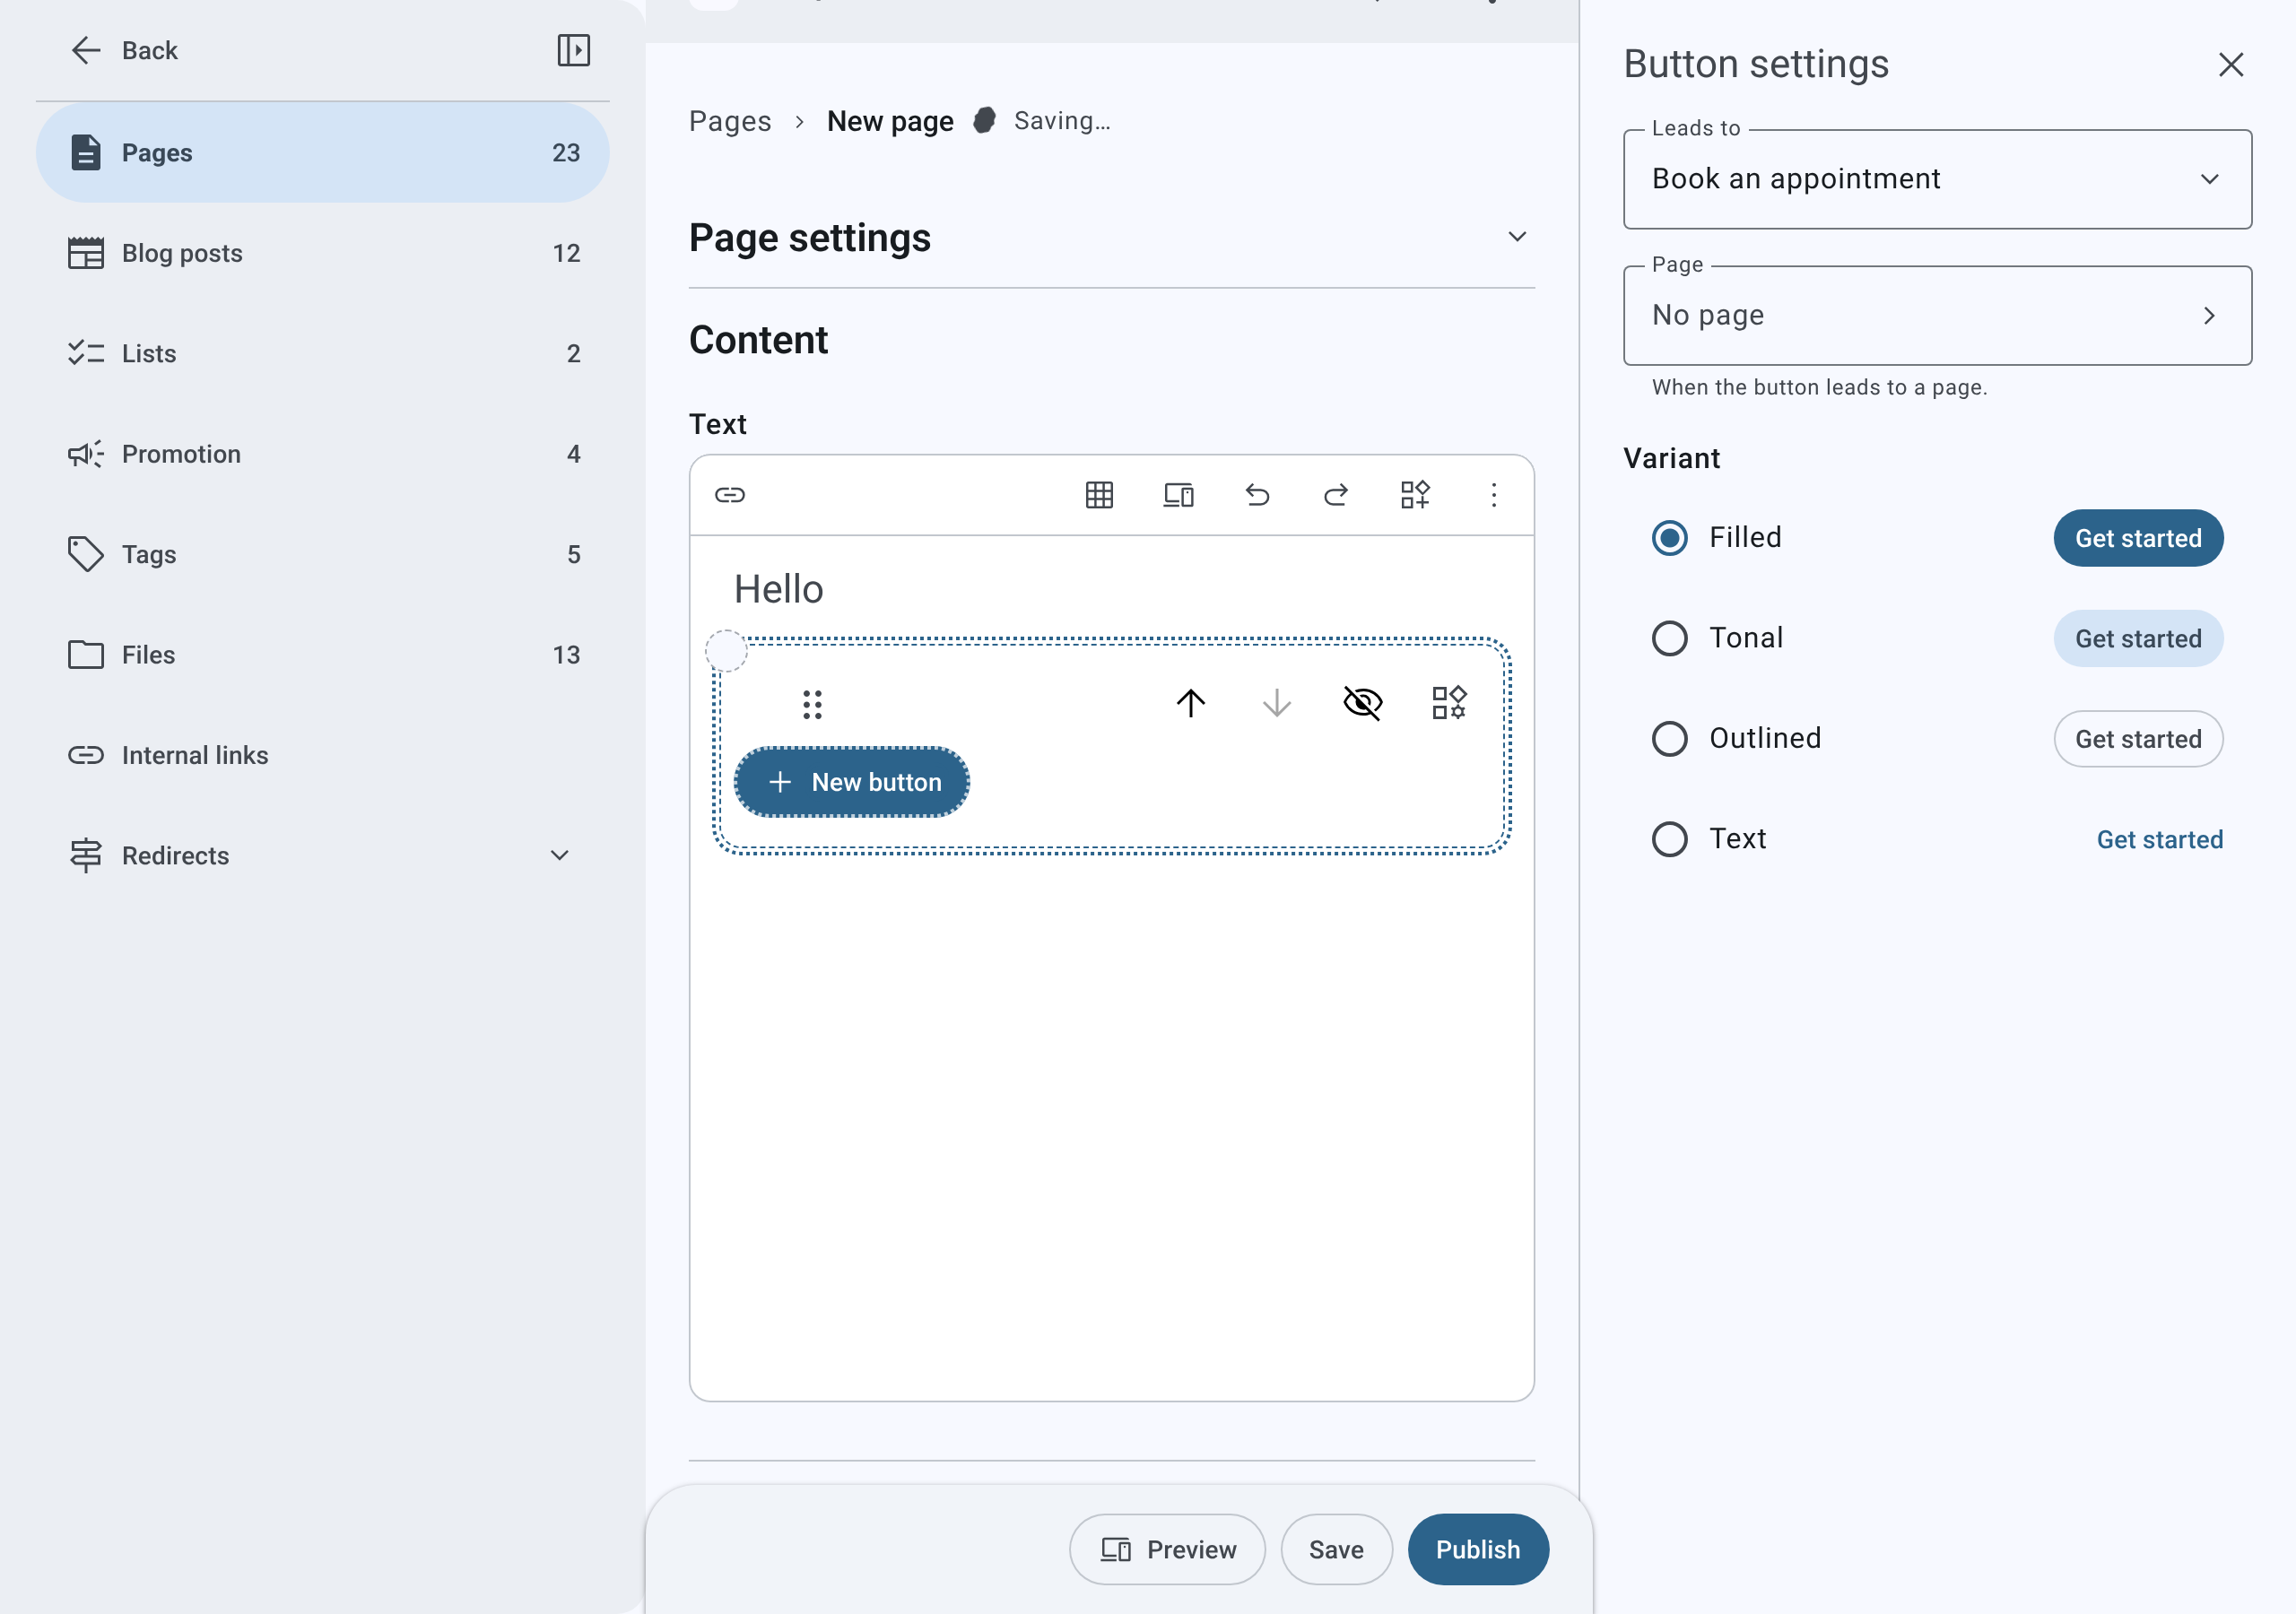 Back
Pages 23
Blog posts 12
Lists 2
Promotion 4
Tags 5
Files 13
Internal links
Redirects
Pages > New page Saving...
Page settings
Content
Text
Hello
New button
Preview Save Publish
Button settings
Leads to
Book an appointment
Page
No page
When the button leads to a page.
Variant
Filled Get started
Tonal Get started
Outlined Get started
Text Get started